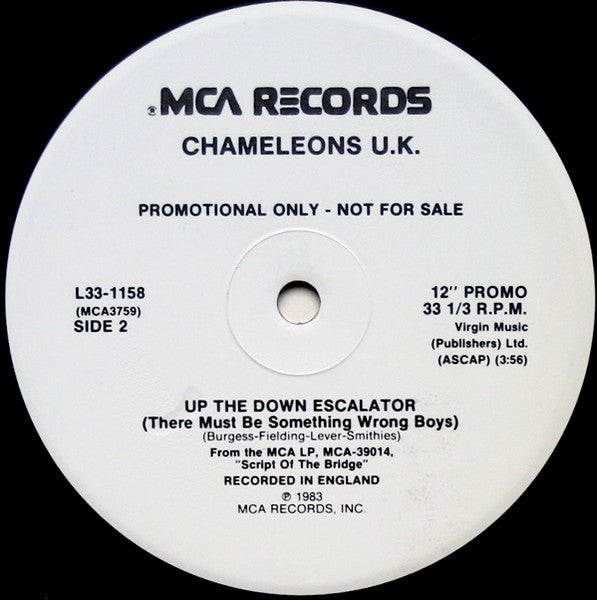 ®MCA RECORDS
CHAMELEONS U.K.
PROMOTIONAL ONLY - NOT FOR SALE
L33-1158
(MCA3759)
SIDE 2
12" PROMO
33 1/3 R.P.M.
Virgin Music
(Publishers) Ltd.
(ASCAP) (3:56)
UP THE DOWN ESCALATOR
(There Must Be Something Wrong Boys)
(Burgess-Fielding-Lever-Smithies)
From the MCA LP, MCA-39014,
"Script Of The Bridge"
RECORDED IN ENGLAND
℗ 1983
MCA RECORDS, INC.